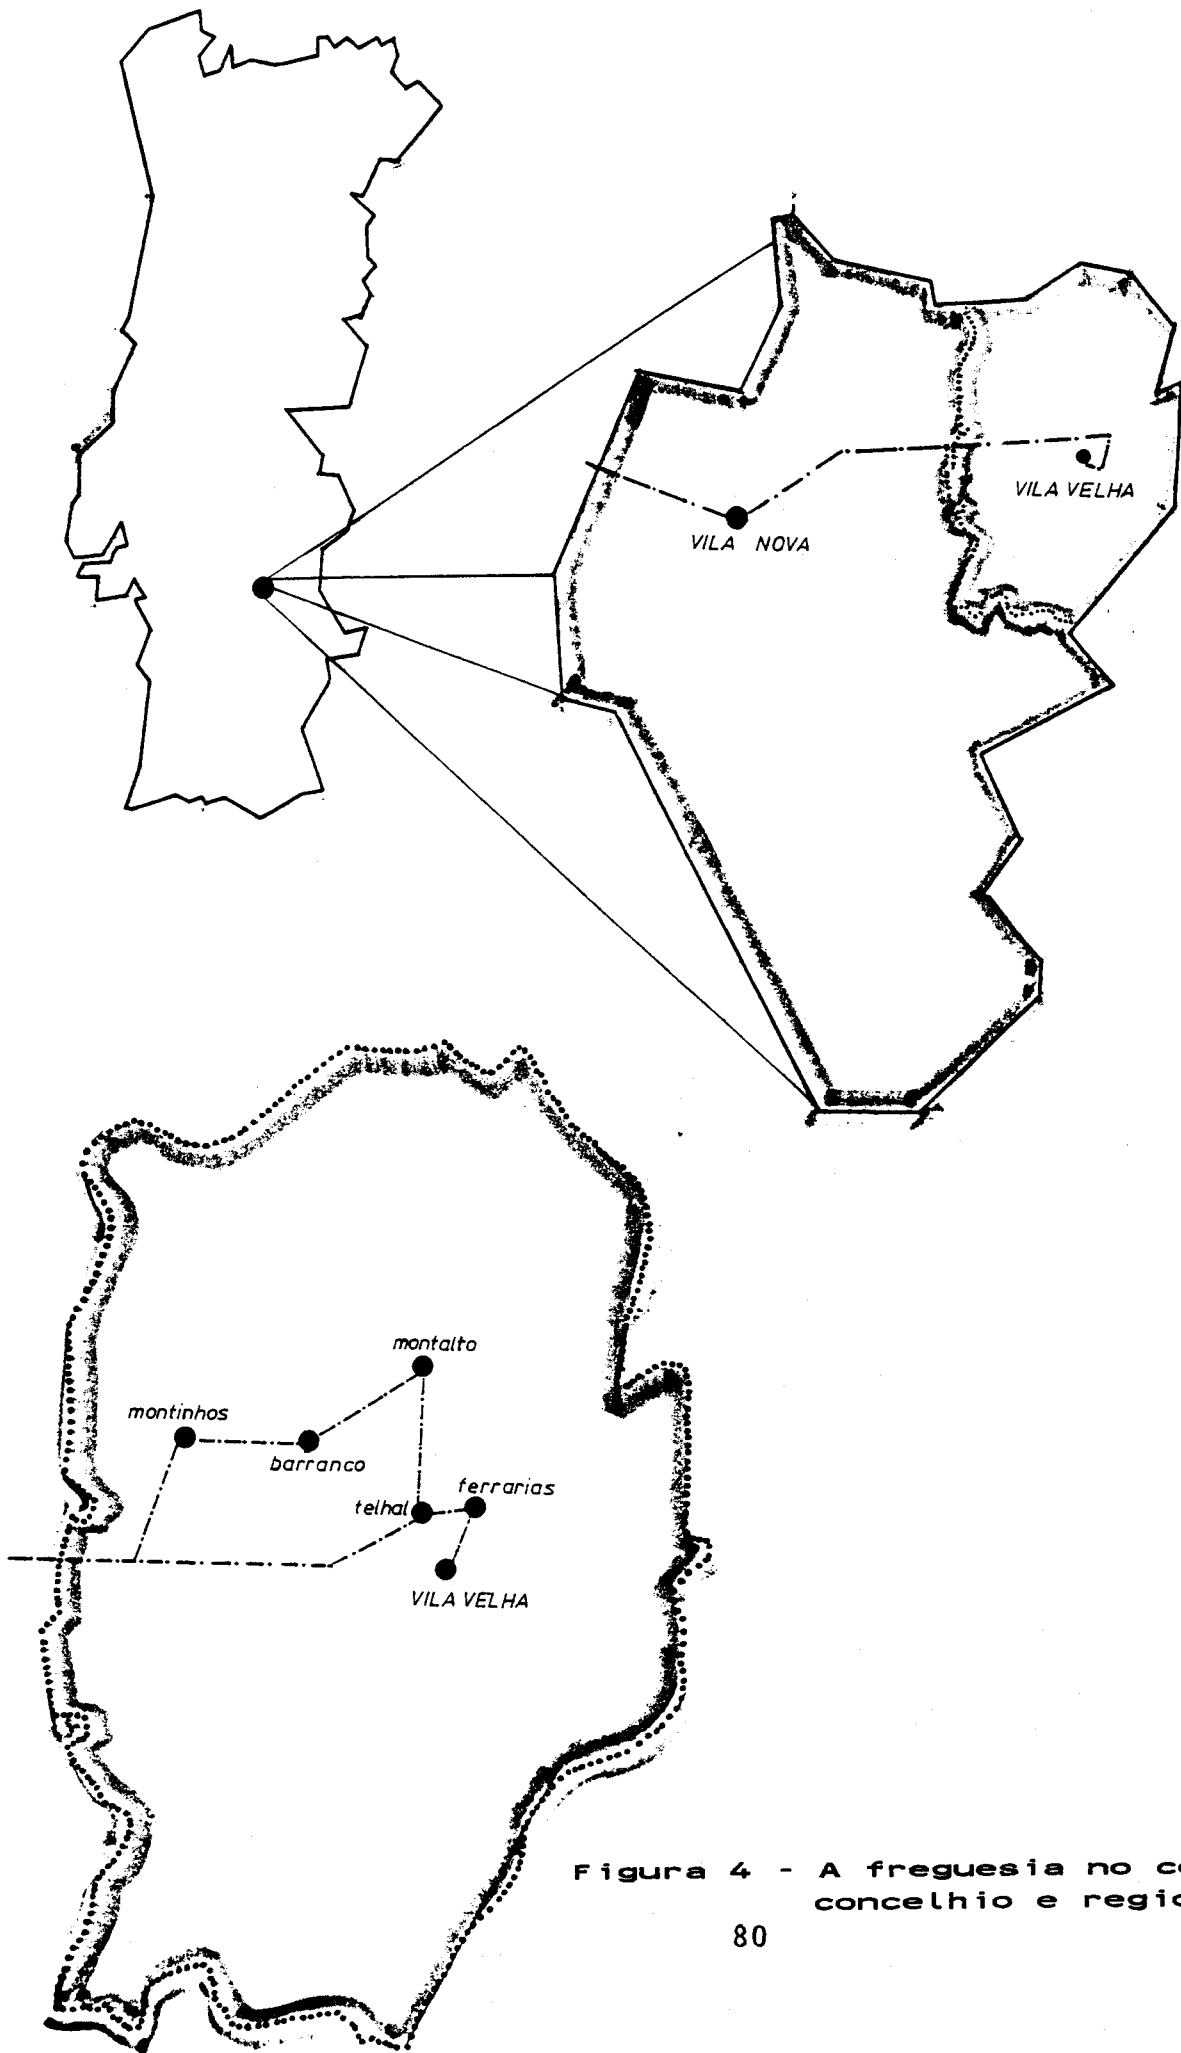 VILA VELHA
VILA NOVA
montalto
montinhos
barranco
ferrarias
telhal
VILA VELHA
Figura 4 - A freguesia no
concelhio e
80